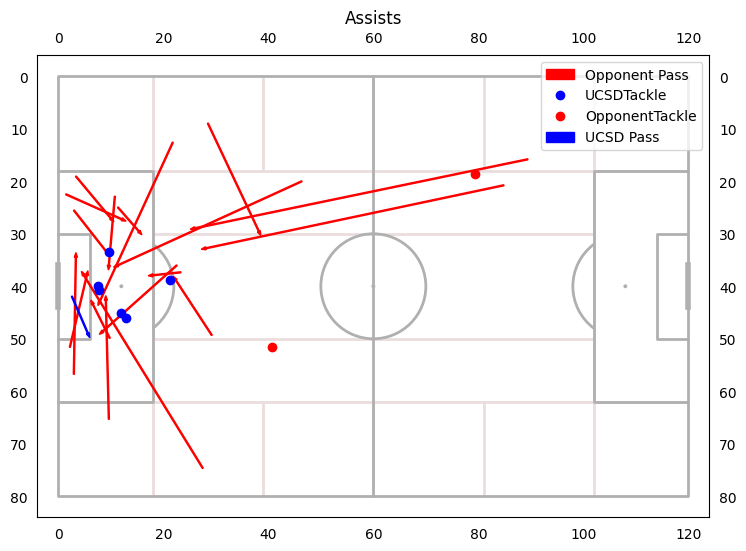 Assists
0 20 40 60 80 100 120
Opponent Pass
UCSDTackle
OpponentTackle
UCSD Pass
0 0
10 10
20 20
30 30
40 40
50 50
60 60
70 70
80 80
0 20 40 60 80 100 120